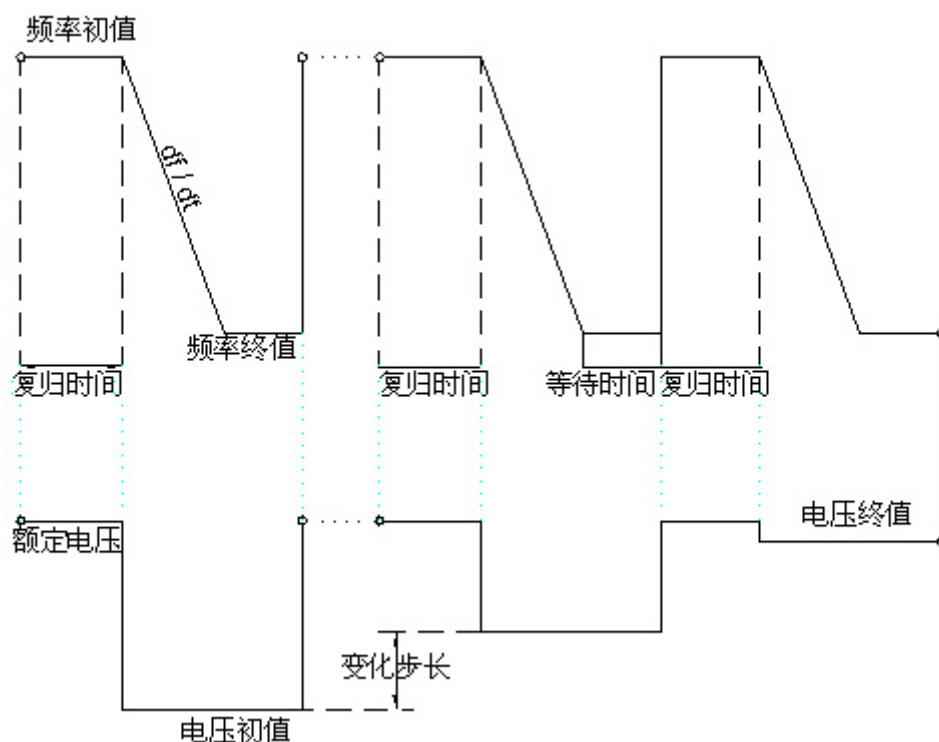 频率初值
df / dt
频率终值
复归时间
复归时间
等待时间
复归时间
额定电压
电压终值
变化步长
电压初值